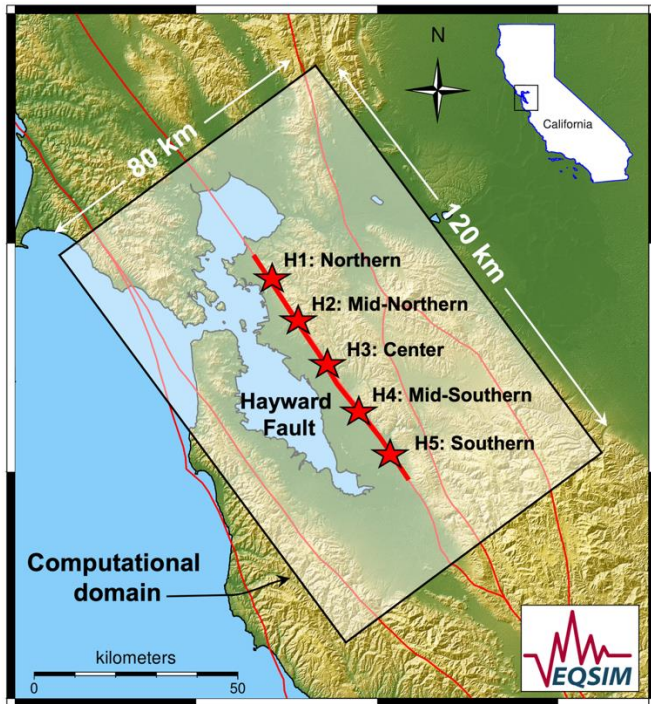 N
California
80 km
120 km
H1: Northern
H2: Mid-Northern
H3: Center
H4: Mid-Southern
Hayward
Fault
H5: Southern
Computational
domain
kilometers
0
50
EQSIM